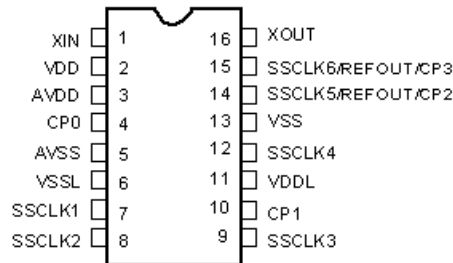 XIN 1 16 XOUT
VDD 2 15 SSCLK6/REFOUT/CP3
AVDD 3 14 SSCLK5/REFOUT/CP2
CP0 4 13 VSS
AVSS 5 12 SSCLK4
VSSL 6 11 VDDL
SSCLK1 7 10 CP1
SSCLK2 8 9 SSCLK3